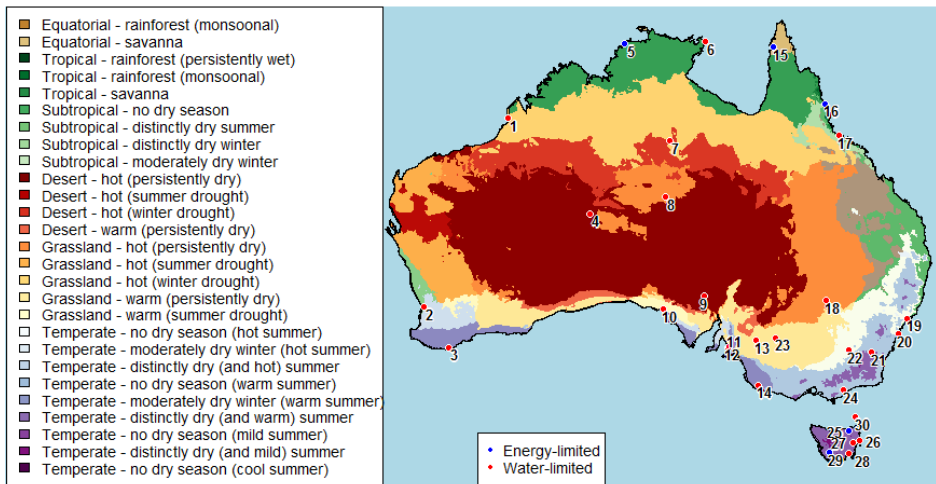 Equatorial - rainforest (monsoonal)
Equatorial - savanna
Tropical - rainforest (persistently wet)
Tropical - rainforest (monsoonal)
Tropical - savanna
Subtropical - no dry season
Subtropical - distinctly dry summer
Subtropical - distinctly dry winter
Subtropical - moderately dry winter
Desert - hot (persistently dry)
Desert - hot (summer drought)
Desert - hot (winter drought)
Desert - warm (persistently dry)
Grassland - hot (persistently dry)
Grassland - hot (summer drought)
Grassland - hot (winter drought)
Grassland - warm (persistently dry)
Grassland - warm (summer drought)
Temperate - no dry season (hot summer)
Temperate - moderately dry winter (hot summer)
Temperate - distinctly dry (and hot) summer
Temperate - no dry season (warm summer)
Temperate - moderately dry winter (warm summer)
Temperate - distinctly dry (and warm) summer
Temperate - no dry season (mild summer)
Temperate - distinctly dry (and mild) summer
Temperate - no dry season (cool summer)
5
6
15
16
1
17
7
8
4
9
2
10
18
19
3
11
12
13
23
22
20
21
14
24
30
25
26
27
29
28
Energy-limited
Water-limited